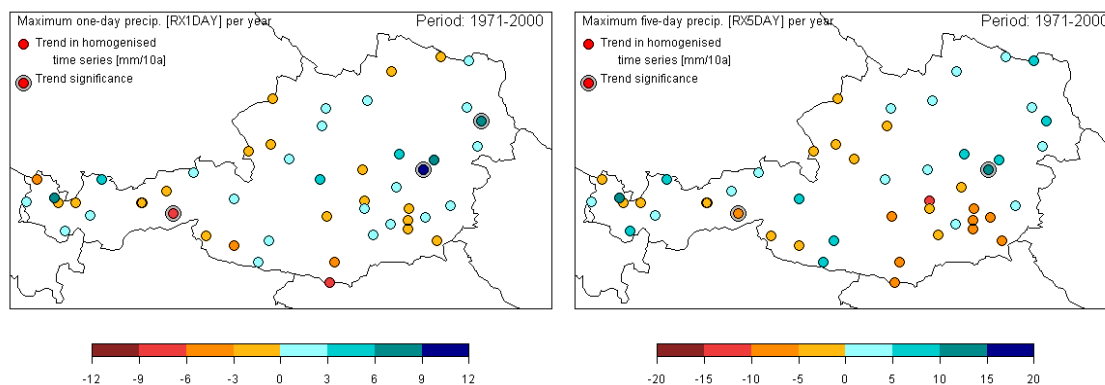 Maximum one-day precip. [RX1DAY] per year
Period: 1971-2000
Trend in homogenised
time series [mm/10a]
Trend significance
-12 -9 -6 -3 0 3 6 9 12
Maximum five-day precip. [RX5DAY] per year
Period: 1971-2000
Trend in homogenised
time series [mm/10a]
Trend significance
-20 -15 -10 -5 0 5 10 15 20